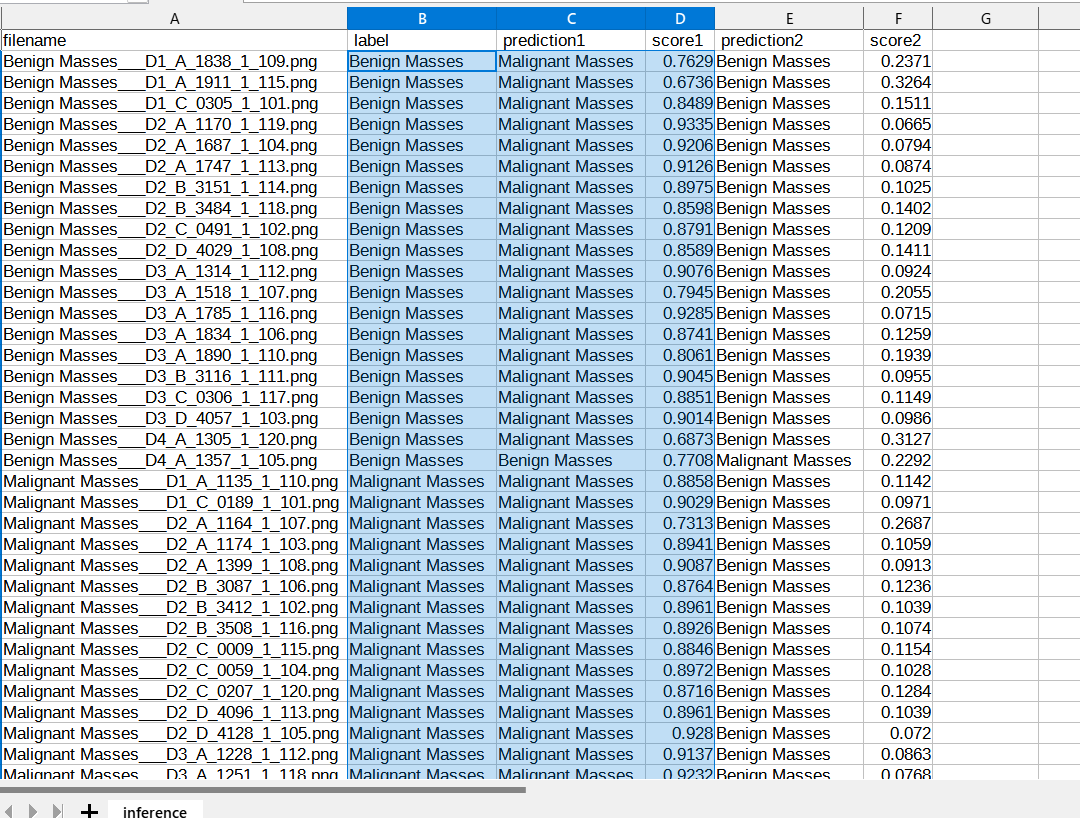 A B C D E F G
filename label prediction1 score1 prediction2 score2
Benign Masses___D1_A_1838_1_109.png Benign Masses Malignant Masses 0.7629 Benign Masses 0.2371
Benign Masses___D1_A_1911_1_115.png Benign Masses Malignant Masses 0.6736 Benign Masses 0.3264
Benign Masses___D1_C_0305_1_101.png Benign Masses Malignant Masses 0.8489 Benign Masses 0.1511
Benign Masses___D2_A_1170_1_119.png Benign Masses Malignant Masses 0.9335 Benign Masses 0.0665
Benign Masses___D2_A_1687_1_104.png Benign Masses Malignant Masses 0.9206 Benign Masses 0.0794
Benign Masses___D2_A_1747_1_113.png Benign Masses Malignant Masses 0.9126 Benign Masses 0.0874
Benign Masses___D2_B_3151_1_114.png Benign Masses Malignant Masses 0.8975 Benign Masses 0.1025
Benign Masses___D2_B_3484_1_118.png Benign Masses Malignant Masses 0.8598 Benign Masses 0.1402
Benign Masses___D2_C_0491_1_102.png Benign Masses Malignant Masses 0.8791 Benign Masses 0.1209
Benign Masses___D2_D_4029_1_108.png Benign Masses Malignant Masses 0.8589 Benign Masses 0.1411
Benign Masses___D3_A_1314_1_112.png Benign Masses Malignant Masses 0.9076 Benign Masses 0.0924
Benign Masses___D3_A_1518_1_107.png Benign Masses Malignant Masses 0.7945 Benign Masses 0.2055
Benign Masses___D3_A_1785_1_116.png Benign Masses Malignant Masses 0.9285 Benign Masses 0.0715
Benign Masses___D3_A_1834_1_106.png Benign Masses Malignant Masses 0.8741 Benign Masses 0.1259
Benign Masses___D3_A_1890_1_110.png Benign Masses Malignant Masses 0.8061 Benign Masses 0.1939
Benign Masses___D3_B_3116_1_111.png Benign Masses Malignant Masses 0.9045 Benign Masses 0.0955
Benign Masses___D3_C_0306_1_117.png Benign Masses Malignant Masses 0.8851 Benign Masses 0.1149
Benign Masses___D3_D_4057_1_103.png Benign Masses Malignant Masses 0.9014 Benign Masses 0.0986
Benign Masses___D4_A_1305_1_120.png Benign Masses Malignant Masses 0.6873 Benign Masses 0.3127
Benign Masses___D4_A_1357_1_105.png Benign Masses Benign Masses 0.7708 Malignant Masses 0.2292
Malignant Masses___D1_A_1135_1_110.png Malignant Masses Malignant Masses 0.8858 Benign Masses 0.1142
Malignant Masses___D1_C_0189_1_101.png Malignant Masses Malignant Masses 0.9029 Benign Masses 0.0971
Malignant Masses___D2_A_1164_1_107.png Malignant Masses Malignant Masses 0.7313 Benign Masses 0.2687
Malignant Masses___D2_A_1174_1_103.png Malignant Masses Malignant Masses 0.8941 Benign Masses 0.1059
Malignant Masses___D2_A_1399_1_108.png Malignant Masses Malignant Masses 0.9087 Benign Masses 0.0913
Malignant Masses___D2_B_3087_1_106.png Malignant Masses Malignant Masses 0.8764 Benign Masses 0.1236
Malignant Masses___D2_B_3412_1_102.png Malignant Masses Malignant Masses 0.8961 Benign Masses 0.1039
Malignant Masses___D2_B_3508_1_116.png Malignant Masses Malignant Masses 0.8926 Benign Masses 0.1074
Malignant Masses___D2_C_0009_1_115.png Malignant Masses Malignant Masses 0.8846 Benign Masses 0.1154
Malignant Masses___D2_C_0059_1_104.png Malignant Masses Malignant Masses 0.8972 Benign Masses 0.1028
Malignant Masses___D2_C_0207_1_120.png Malignant Masses Malignant Masses 0.8716 Benign Masses 0.1284
Malignant Masses___D2_D_4096_1_113.png Malignant Masses Malignant Masses 0.8961 Benign Masses 0.1039
Malignant Masses___D2_D_4128_1_105.png Malignant Masses Malignant Masses 0.928 Benign Masses 0.072
Malignant Masses___D3_A_1228_1_112.png Malignant Masses Malignant Masses 0.9137 Benign Masses 0.0863
Malignant Masses___D3_A_1251_1_118.png Malignant Masses Malignant Masses 0.9232 Benign Masses 0.0768
inference